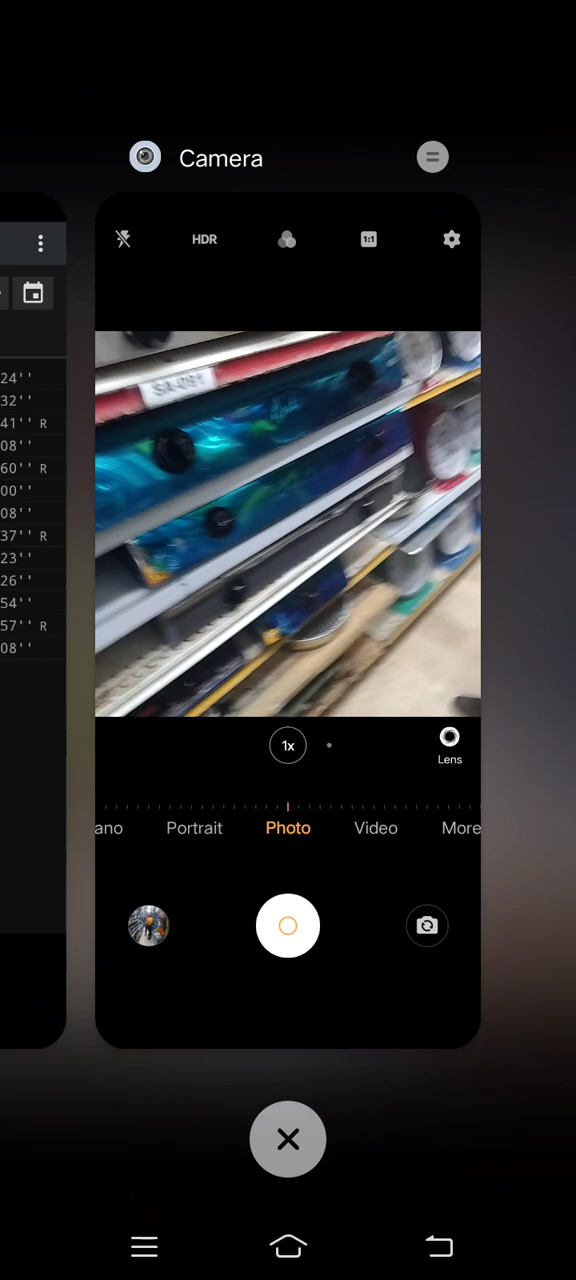 Camera
HDR
1:1
24''
32''
41'' R
08''
60'' R
00''
08''
37'' R
23''
26''
54''
57'' R
08''
1x
Lens
ano
Portrait
Photo
Video
More